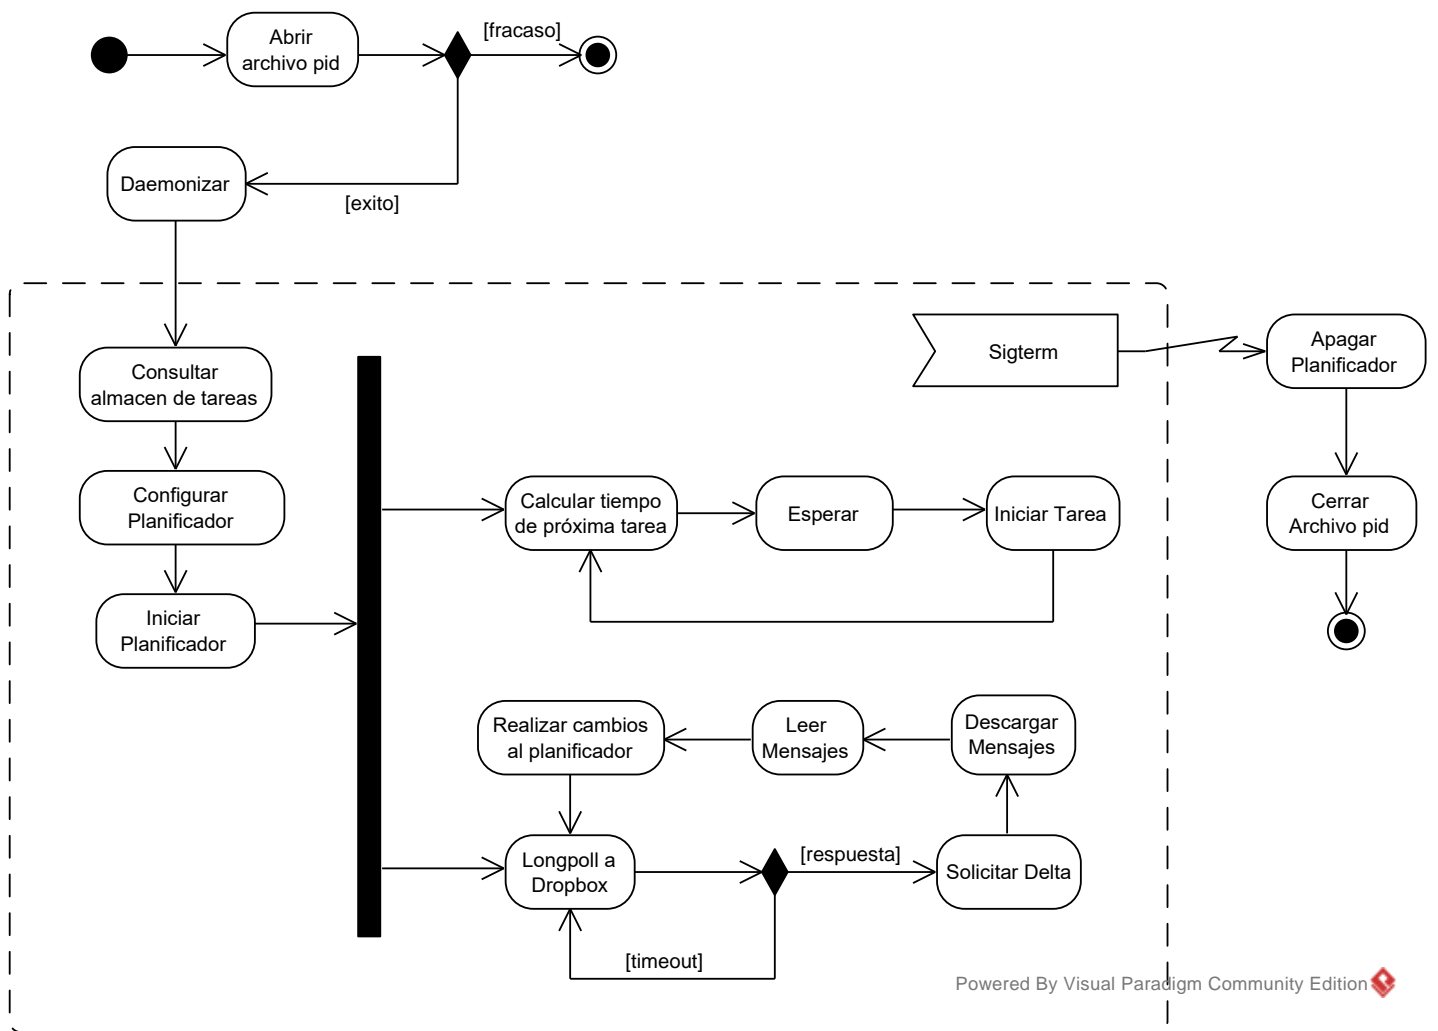 Abrir
archivo pid
[fracaso]
Daemonizar
[exito]
Sigterm
Apagar
Planificador
Consultar
almacen de tareas
Configurar
Planificador
Calcular tiempo
de próxima tarea
Esperar
Iniciar Tarea
Cerrar
Archivo pid
Iniciar
Planificador
Realizar cambios
al planificador
Leer
Mensajes
Descargar
Mensajes
Longpoll a
Dropbox
[respuesta]
Solicitar Delta
[timeout]
Powered By Visual Paradigm Community Edition